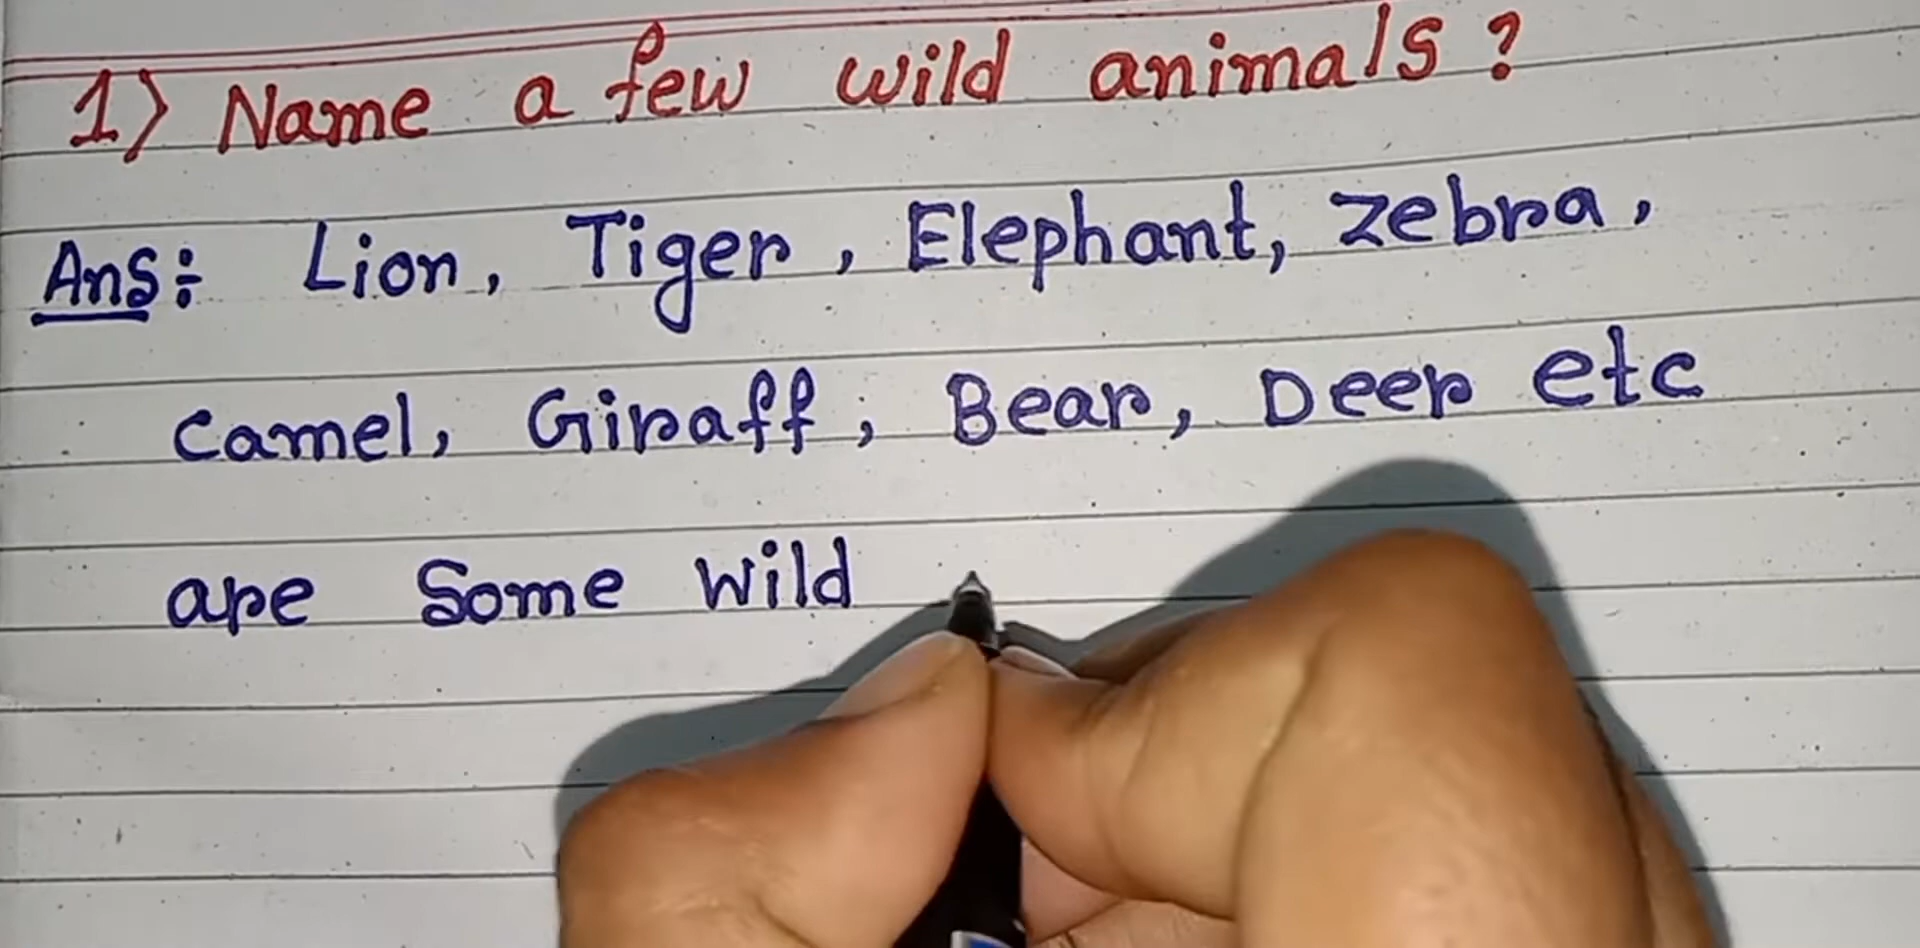 1) Name a few wild animals?
Ans÷ Lion, Tiger, Elephant, zebra,
camel, Giraff, Bear, Deer etc
are Some Wild